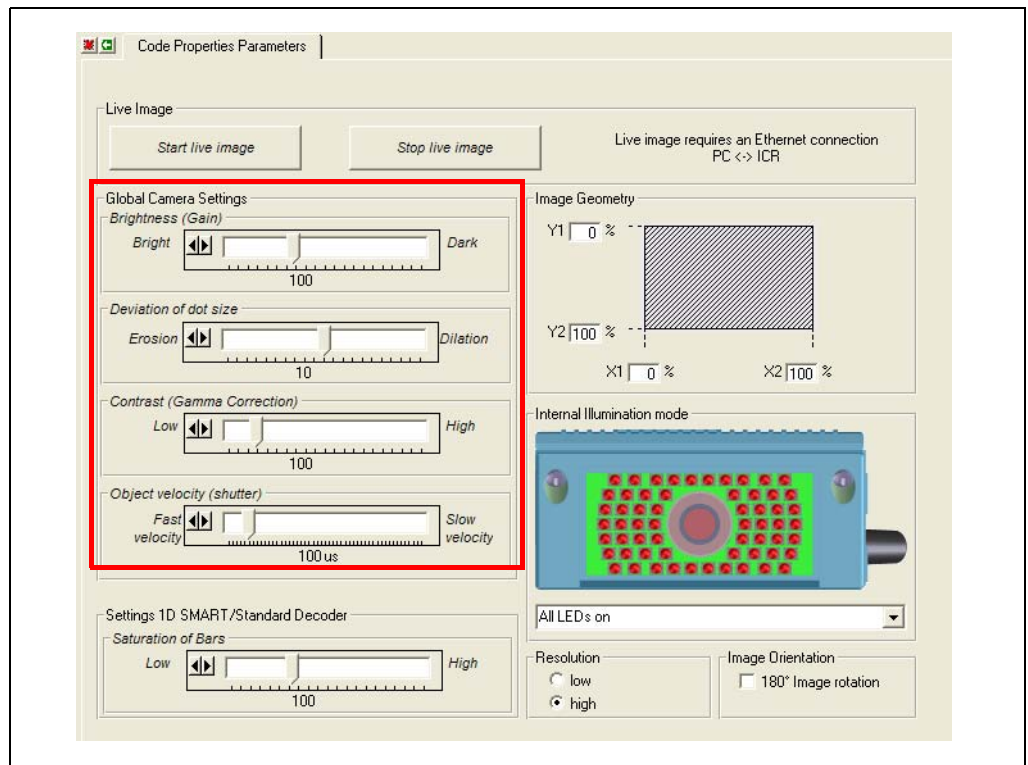 Code Properties Parameters
Live Image
Start live image
Stop live image
Live image requires an Ethernet connection
PC <-> ICR
Global Camera Settings
Brightness (Gain)
Bright
Dark
100
Deviation of dot size
Erosion
Dilation
10
Contrast (Gamma Correction)
Low
High
100
Object velocity (shutter)
Fast
velocity
Slow
velocity
100 us
Settings 1D SMART/Standard Decoder
Saturation of Bars
Low
High
100
Image Geometry
Y1 0 %
Y2 100 %
X1 0 %
X2 100 %
Internal Illumination mode
All LEDs on
Resolution
low
high
Image Orientation
180° Image rotation